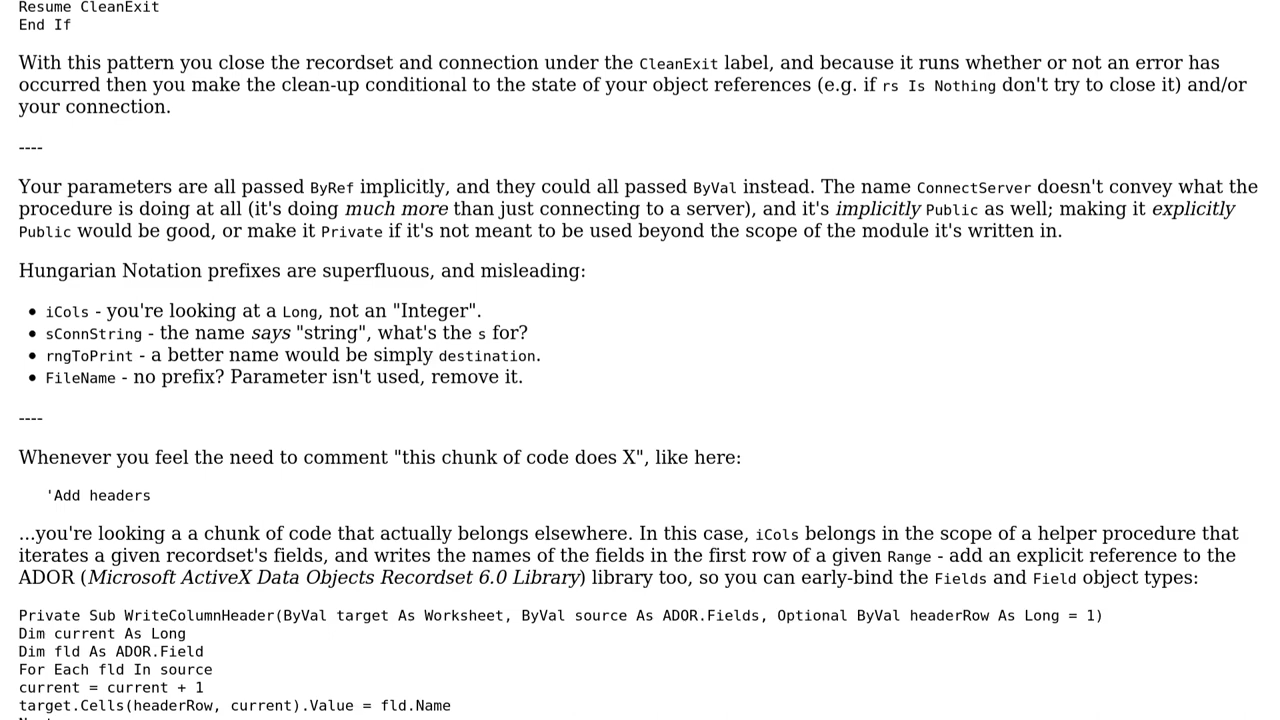 Resume CleanExit
End If
With this pattern you close the recordset and connection under the CleanExit label, and because it runs whether or not an error has
occurred then you make the clean-up conditional to the state of your object references (e.g. if rs Is Nothing don't try to close it) and/or
your connection.
----
Your parameters are all passed ByRef implicitly, and they could all passed ByVal instead. The name ConnectServer doesn't convey what the
procedure is doing at all (it's doing much more than just connecting to a server), and it's implicitly Public as well; making it explicitly
Public would be good, or make it Private if it's not meant to be used beyond the scope of the module it's written in.
Hungarian Notation prefixes are superfluous, and misleading:
• iCols - you're looking at a Long, not an "Integer".
• sConnString - the name says "string", what's the s for?
• rngToPrint - a better name would be simply destination.
• FileName - no prefix? Parameter isn't used, remove it.
----
Whenever you feel the need to comment "this chunk of code does X", like here:
'Add headers
...you're looking a a chunk of code that actually belongs elsewhere. In this case, iCols belongs in the scope of a helper procedure that
iterates a given recordset's fields, and writes the names of the fields in the first row of a given Range - add an explicit reference to the
ADOR (Microsoft ActiveX Data Objects Recordset 6.0 Library) library too, so you can early-bind the Fields and Field object types:
Private Sub WriteColumnHeader(ByVal target As Worksheet, ByVal source As ADOR.Fields, Optional ByVal headerRow As Long = 1)
Dim current As Long
Dim fld As ADOR.Field
For Each fld In source
current = current + 1
target.Cells(headerRow, current).Value = fld.Name